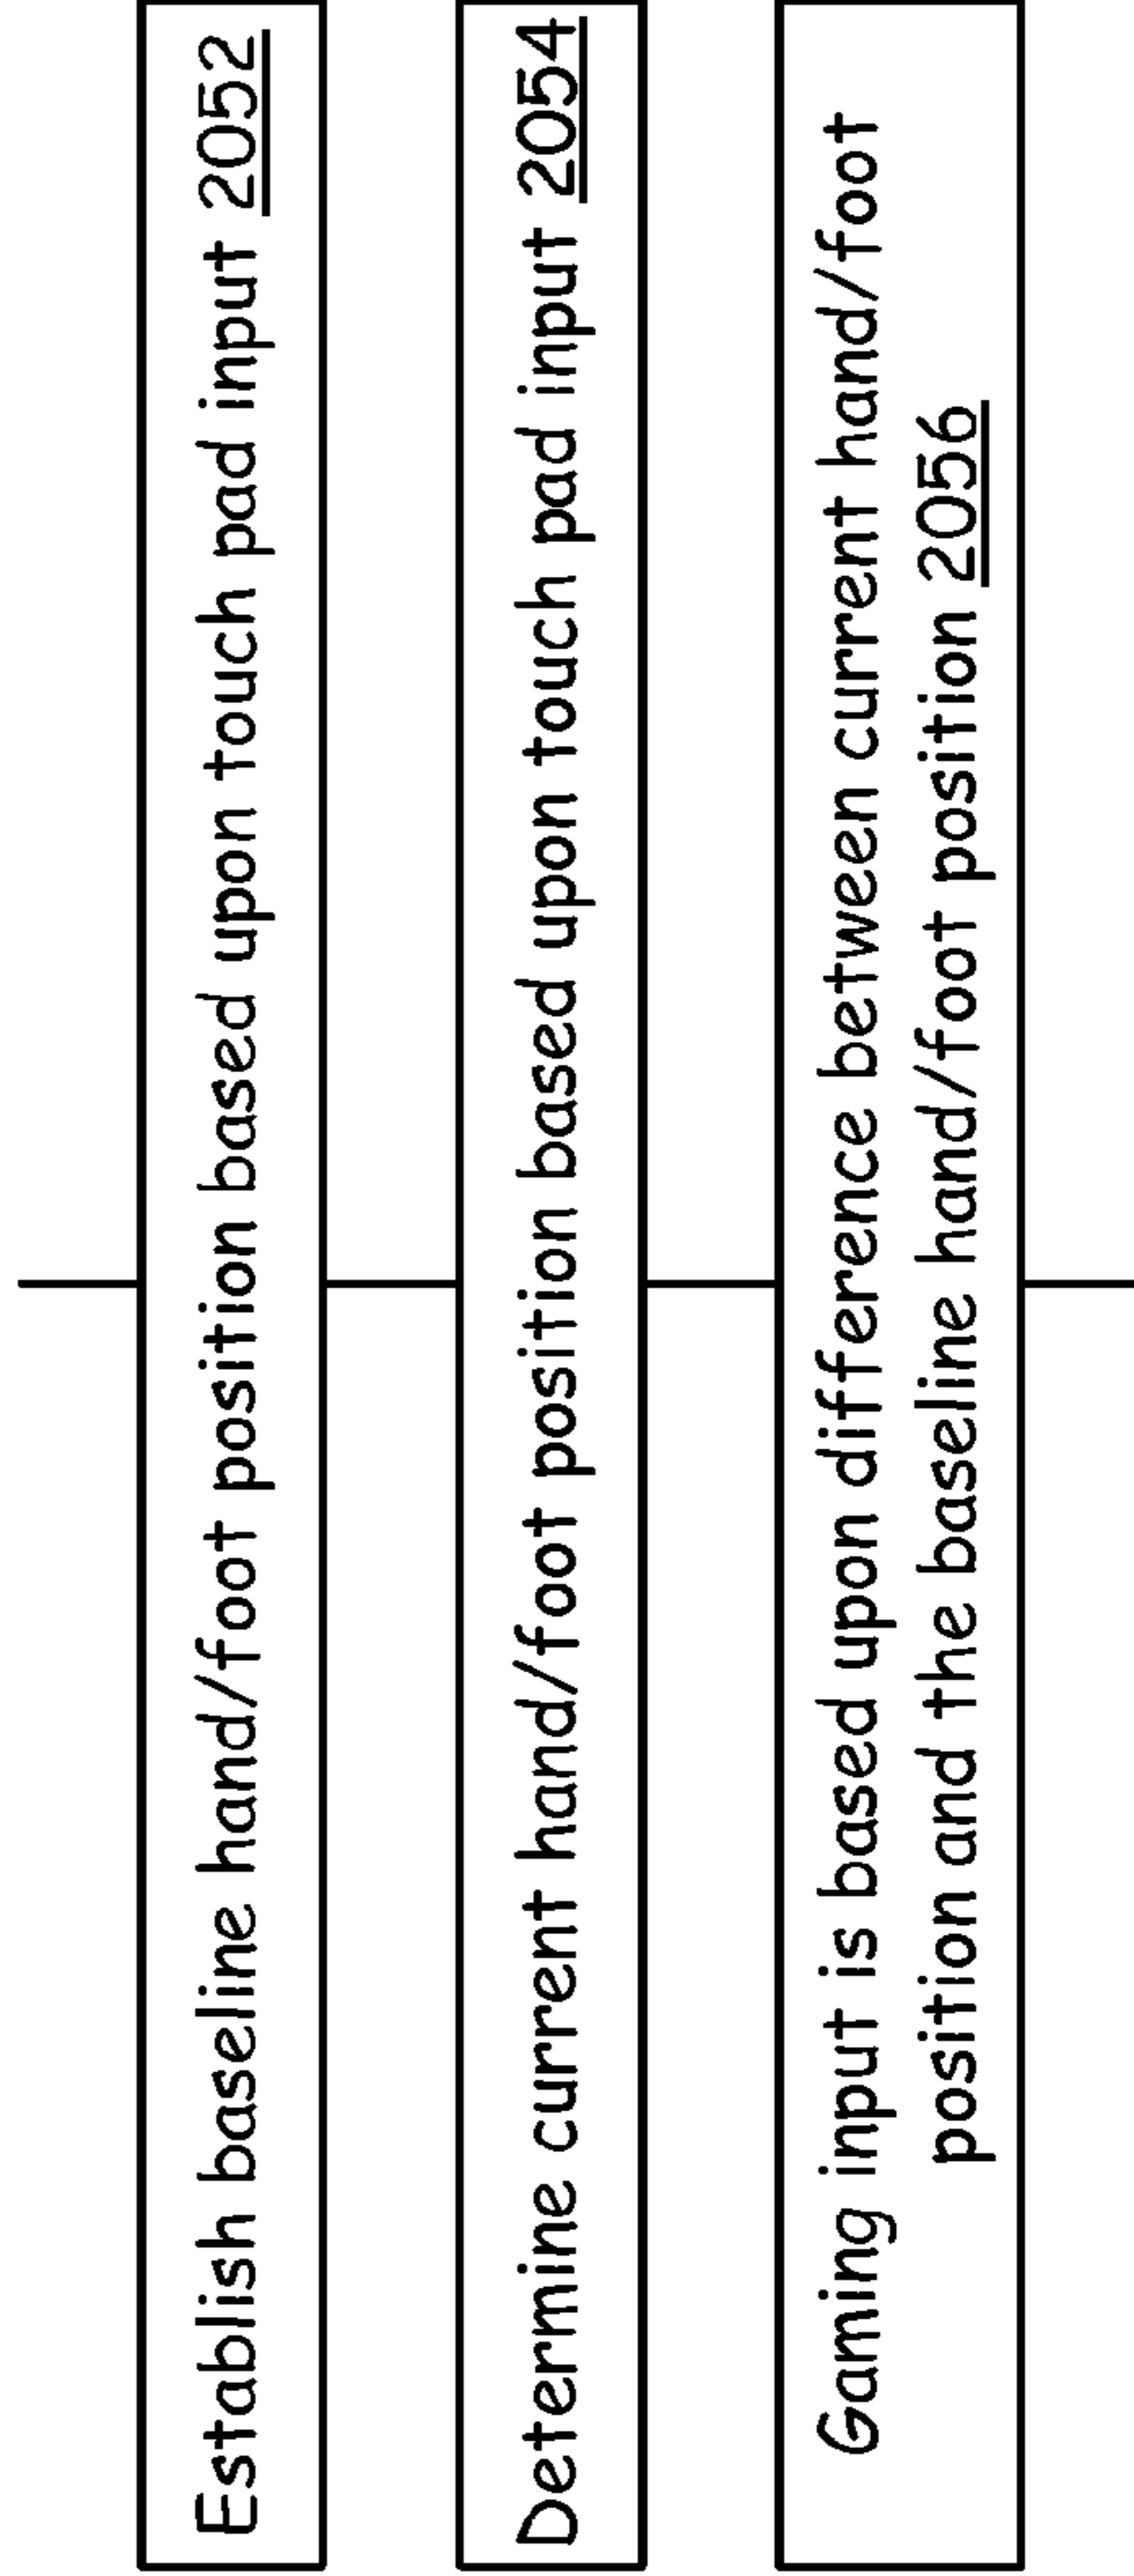 Establish baseline hand/foot position based upon touch pad input 2052
Determine current hand/foot position based upon touch pad input 2054
Gaming input is based upon difference between current hand/foot
position and the baseline hand/foot position 2056